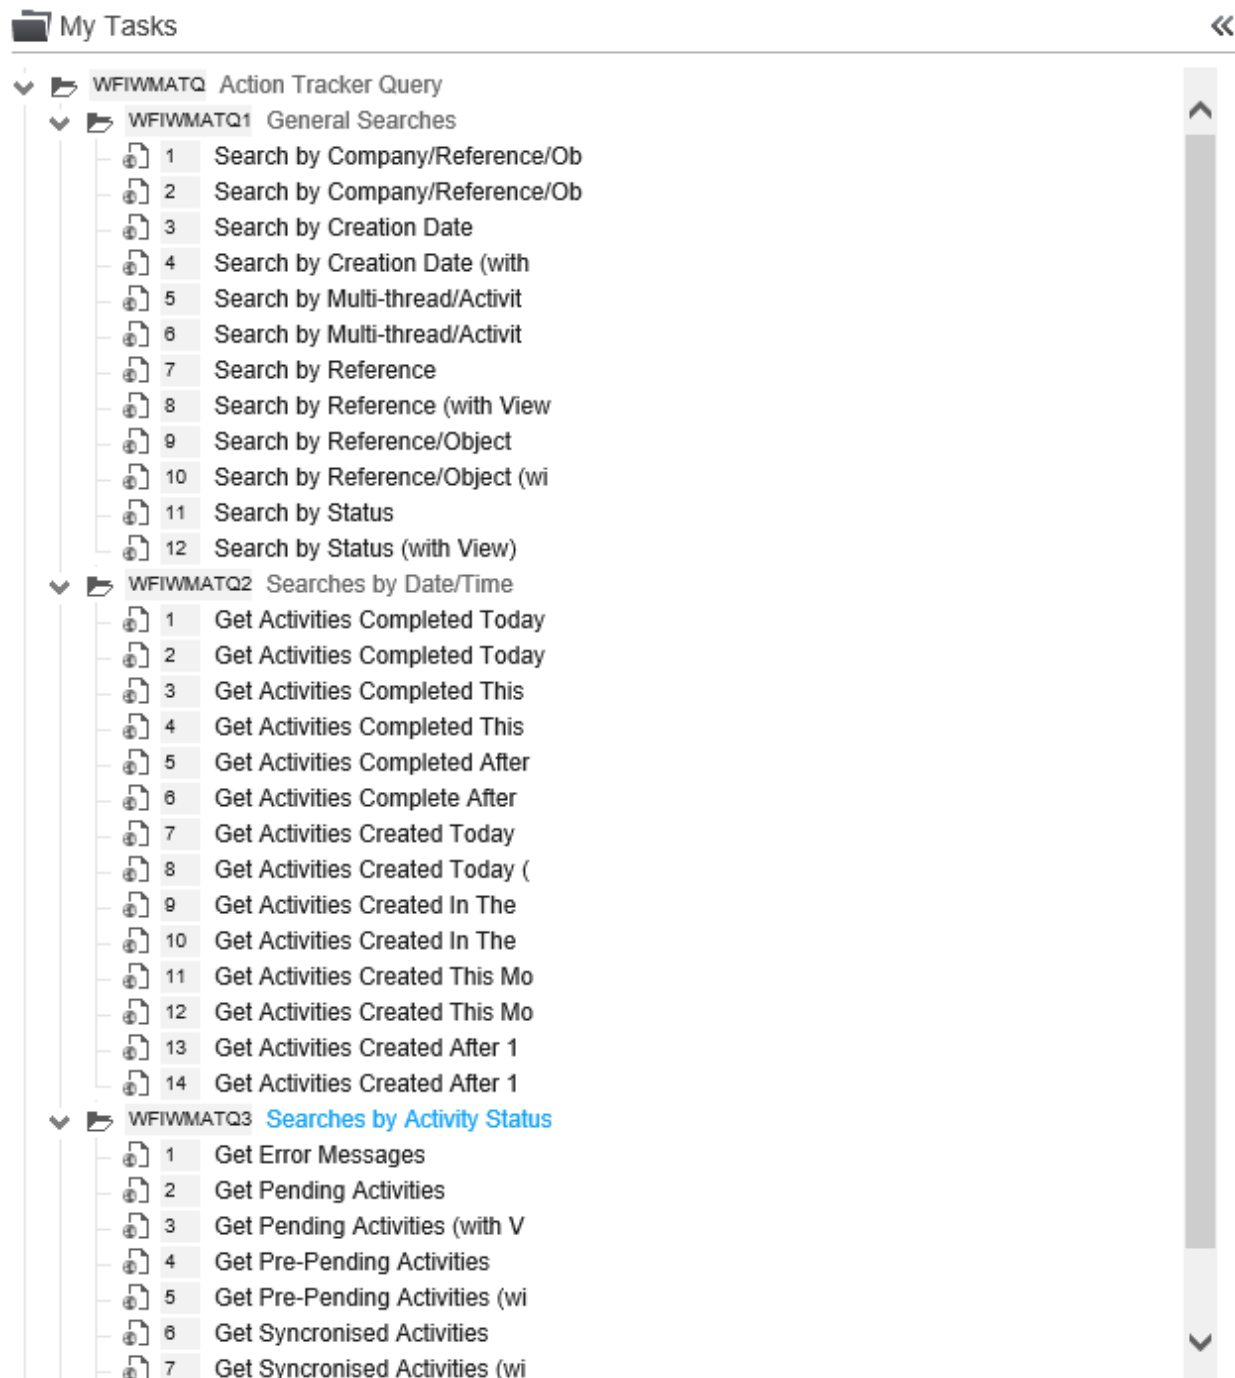 My Tasks
WFIWMATQ Action Tracker Query
WFIWMATQ1 General Searches
1 Search by Company/Reference/Ob
2 Search by Company/Reference/Ob
3 Search by Creation Date
4 Search by Creation Date (with
5 Search by Multi-thread/Activit
6 Search by Multi-thread/Activit
7 Search by Reference
8 Search by Reference (with View
9 Search by Reference/Object
10 Search by Reference/Object (wi
11 Search by Status
12 Search by Status (with View)
WFIWMATQ2 Searches by Date/Time
1 Get Activities Completed Today
2 Get Activities Completed Today
3 Get Activities Completed This
4 Get Activities Completed This
5 Get Activities Completed After
6 Get Activities Complete After
7 Get Activities Created Today
8 Get Activities Created Today (
9 Get Activities Created In The
10 Get Activities Created In The
11 Get Activities Created This Mo
12 Get Activities Created This Mo
13 Get Activities Created After 1
14 Get Activities Created After 1
WFIWMATQ3 Searches by Activity Status
1 Get Error Messages
2 Get Pending Activities
3 Get Pending Activities (with V
4 Get Pre-Pending Activities
5 Get Pre-Pending Activities (wi
6 Get Syncronised Activities
7 Get Syncronised Activities (wi